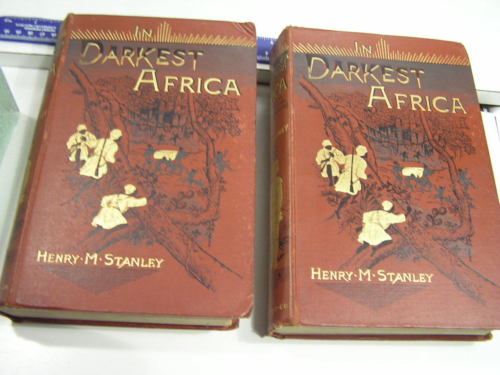 IN
DARKEST
AFRICA
HENRY·M·STANLEY
IN
DARKEST
AFRICA
HENRY·M·STANLEY